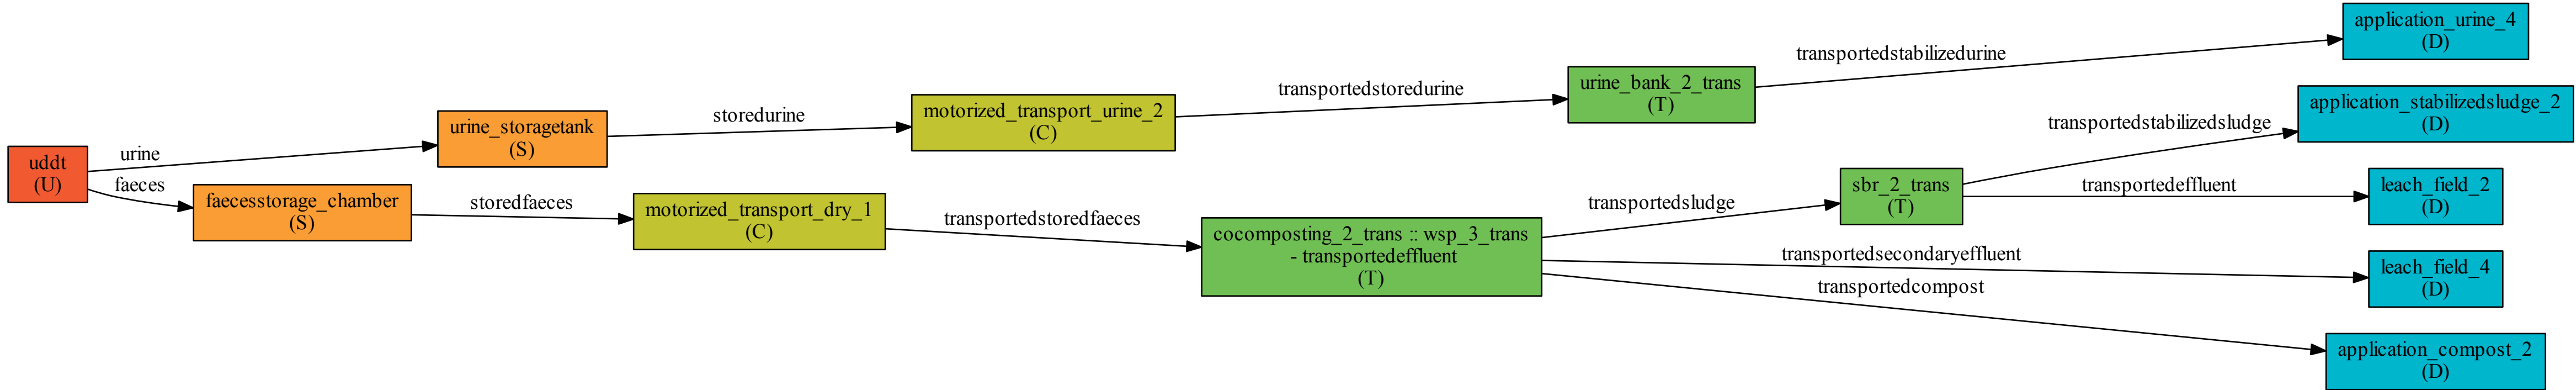 uddt
(U)
urine
faeces
urine_storagetank
(S)
faecesstorage_chamber
(S)
storedurine
storedfaeces
motorized_transport_urine_2
(C)
motorized_transport_dry_1
(C)
transportedstoredurine
transportedstoredfaeces
urine_bank_2_trans
(T)
cocomposting_2_trans :: wsp_3_trans
- transportedeffluent
(T)
transportedstabilizedurine
transportedsludge
sbr_2_trans
(T)
transportedstabilizedsludge
transportedeffluent
transportedsecondaryeffluent
transportedcompost
application_urine_4
(D)
application_stabilizedsludge_2
(D)
leach_field_2
(D)
leach_field_4
(D)
application_compost_2
(D)